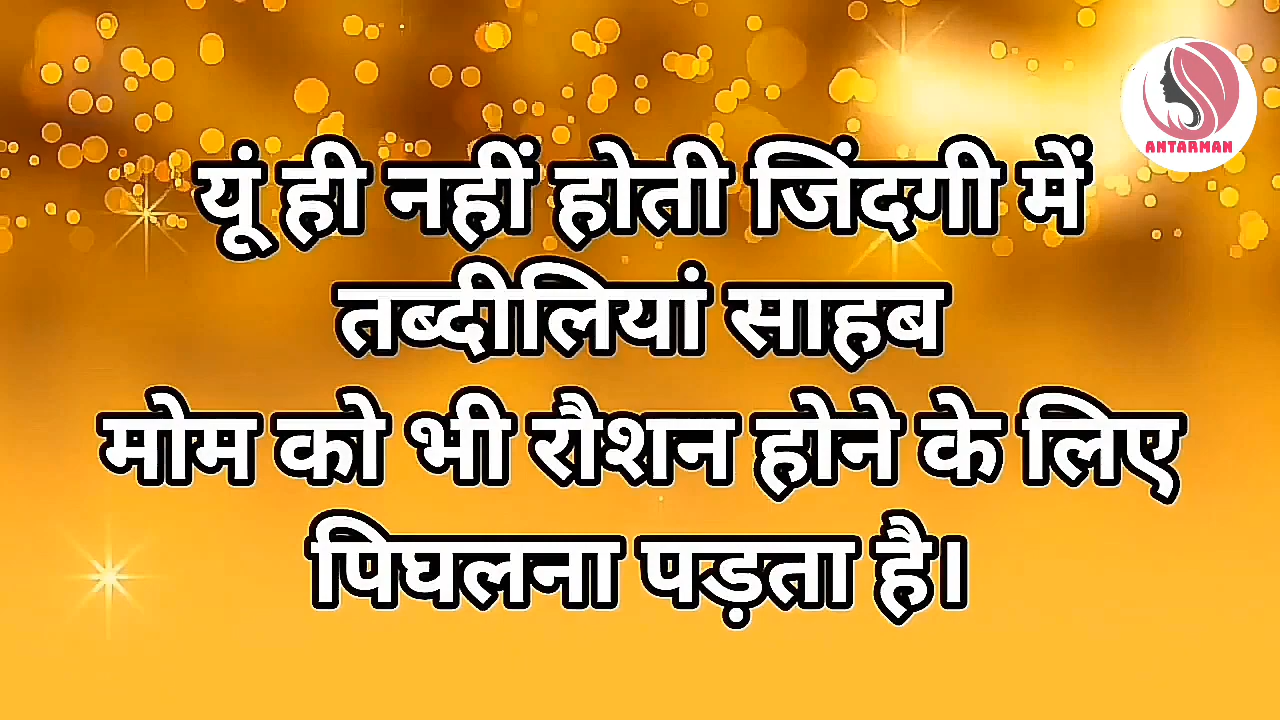 ANTARMAN
यूं ही नहीं होती जिंदगी में
तब्दीलियां साहब
मोम को भी रौशन होने के लिए
पिघलना पड़ता है।